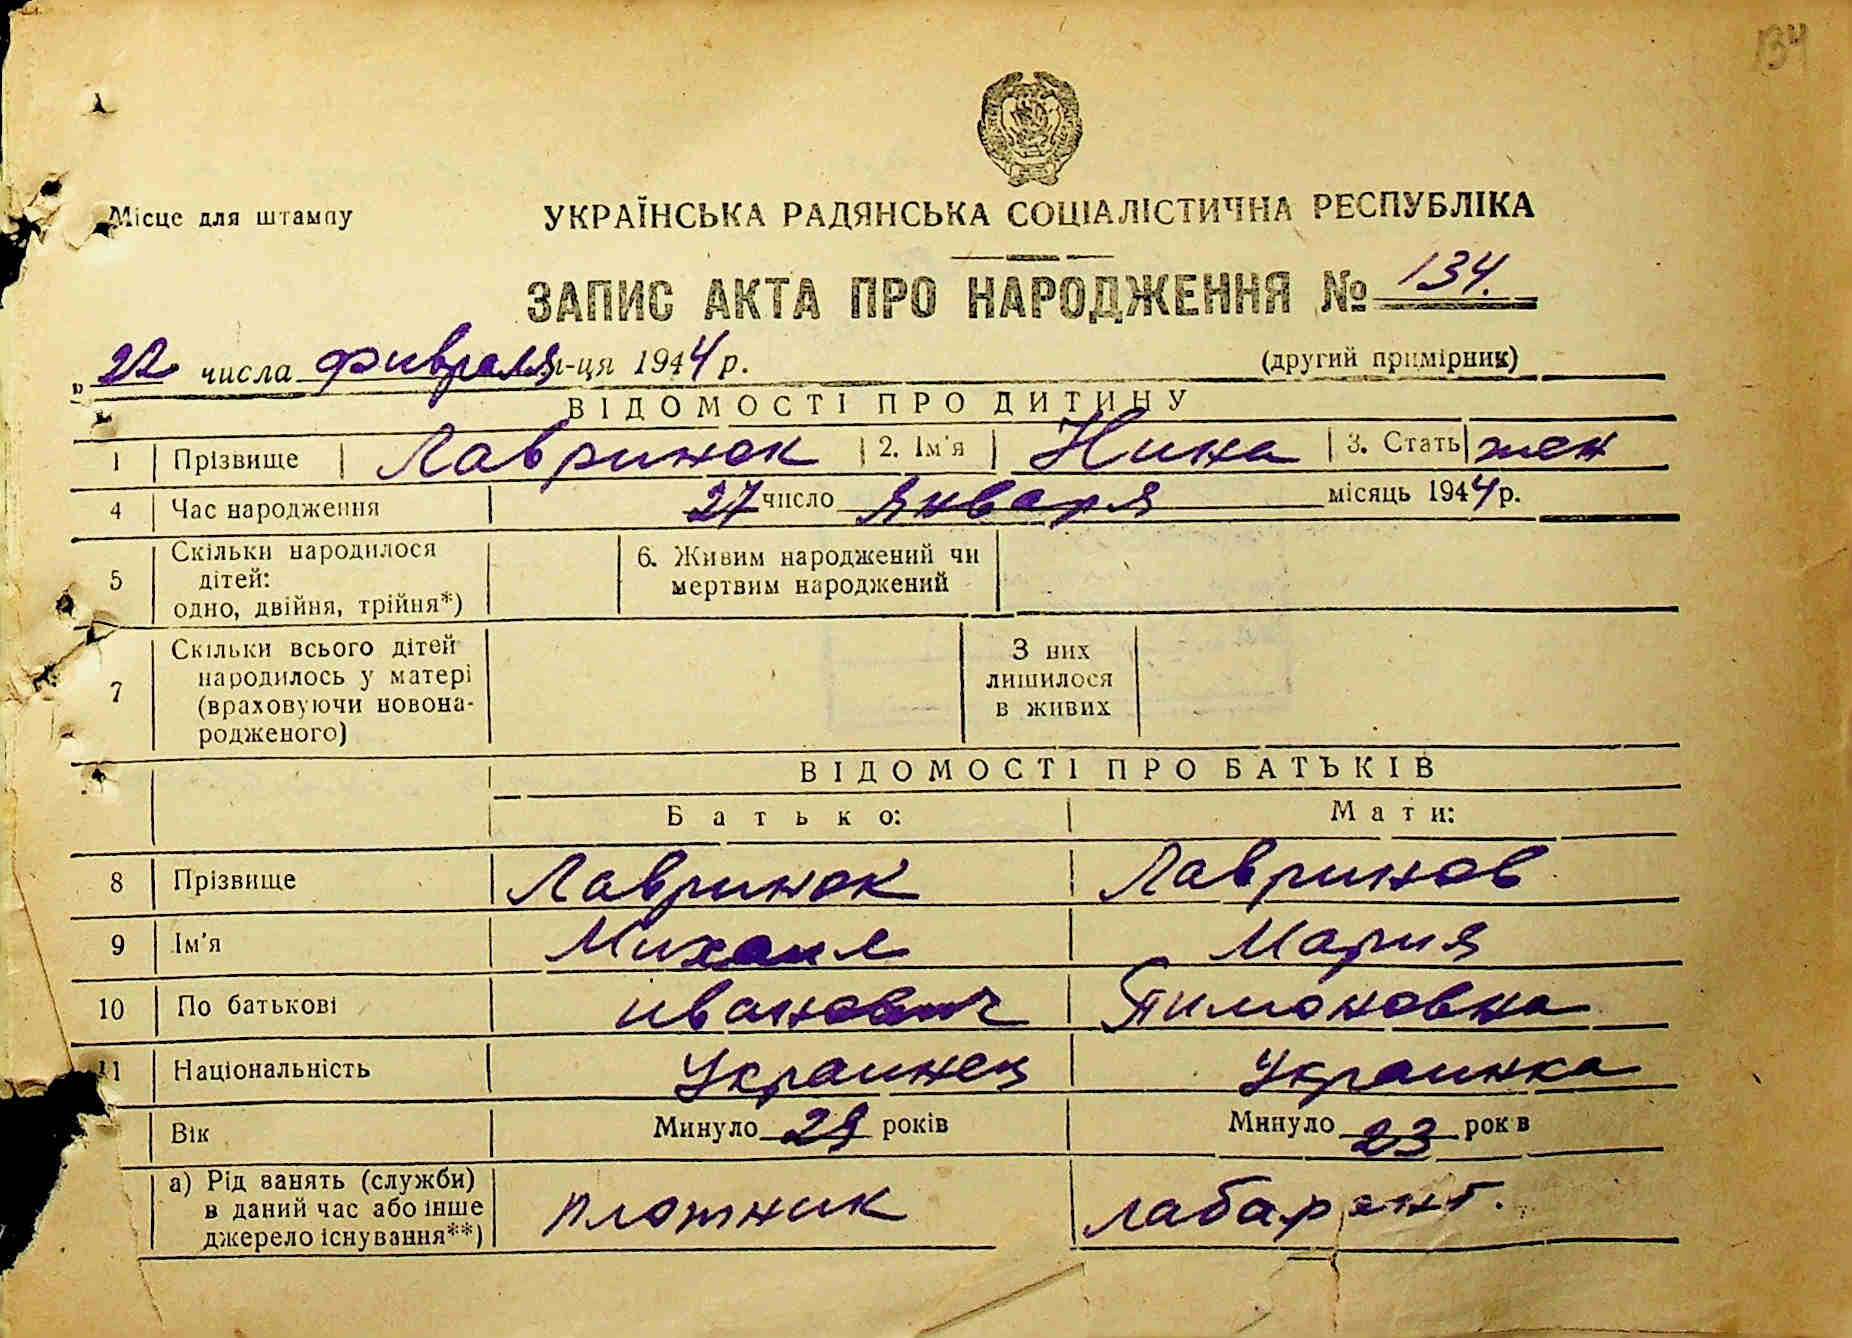 134
Місце для штампу
УКРАЇНСЬКА РАДЯНСЬКА СОЦІАЛІСТИЧНА РЕСПУБЛІКА
ЗАПИС АКТА ПРО НАРОДЖЕННЯ № 134.
„ 22 числа февраля м-ця 1944 р. (другий примірник)
ВІДОМОСТІ ПРО ДИТИНУ
1 Прізвище Лавринок 2. Ім'я Нина 3. Стать жен
4 Час народження 27 число января місяць 1944 р.
5 Скільки народилося дітей: одно, двійня, трійня*) 6. Живим народжений чи мертвим народжений
7 Скільки всього дітей народилось у матері (враховуючи новонародженого) З них лишилося в живих
ВІДОМОСТІ ПРО БАТЬКІВ
Батько: Мати:
8 Прізвище Лавринок Лавринов
9 Ім'я Михаил Мария
10 По батькові иванович Тимоновна
11 Національність Украинец Украинка
Вік Минуло 29 років Минуло 23 років
а) Рід занять (служби) в даний час або інше джерело існування**) плотник лабарант.